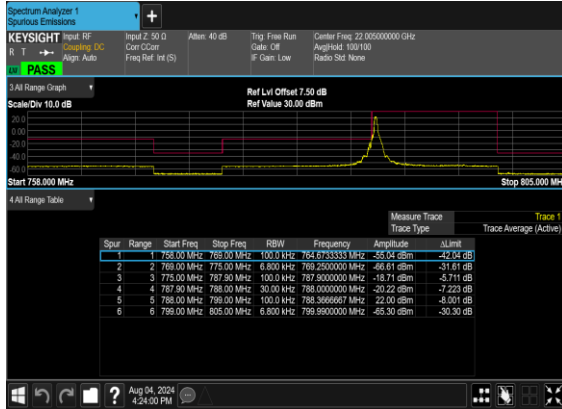 Spectrum Analyzer 1
Spurious Emissions
+
KEYSIGHT
R T
PASS
Input: RF
Coupling: DC
Align: Auto
Input Z: 50 Ω
Corr CCorr
Freq Ref: Int (S)
Atten: 40 dB
Trig: Free Run
Gate: Off
IF Gain: Low
Center Freq: 22.005000000 GHz
Avg|Hold: 100/100
Radio Std: None
3 All Range Graph
Ref Lvl Offset 7.50 dB
Scale/Div 10.0 dB
Ref Value 30.00 dBm
20.0
0.00
-20.0
-40.0
-60.0
Start 758.000 MHz
Stop 805.000 MH
4 All Range Table
Measure Trace Trace 1
Trace Type Trace Average (Active)
Spur Range Start Freq Stop Freq RBW Frequency Amplitude ΔLimit
1 1 758.00 MHz 769.00 MHz 100.0 kHz 764.6733333 MHz -55.04 dBm -42.04 dB
2 2 769.00 MHz 775.00 MHz 6.800 kHz 769.2500000 MHz -66.61 dBm -31.61 dB
3 3 775.00 MHz 787.90 MHz 100.0 kHz 787.9000000 MHz -18.71 dBm -5.711 dB
4 4 787.90 MHz 788.00 MHz 30.00 kHz 788.0000000 MHz -20.22 dBm -7.223 dB
5 5 788.00 MHz 799.00 MHz 100.0 kHz 788.3666667 MHz 22.00 dBm -8.001 dB
6 6 799.00 MHz 805.00 MHz 6.800 kHz 799.9900000 MHz -65.30 dBm -30.30 dB
?
Aug 04, 2024
4:24:00 PM